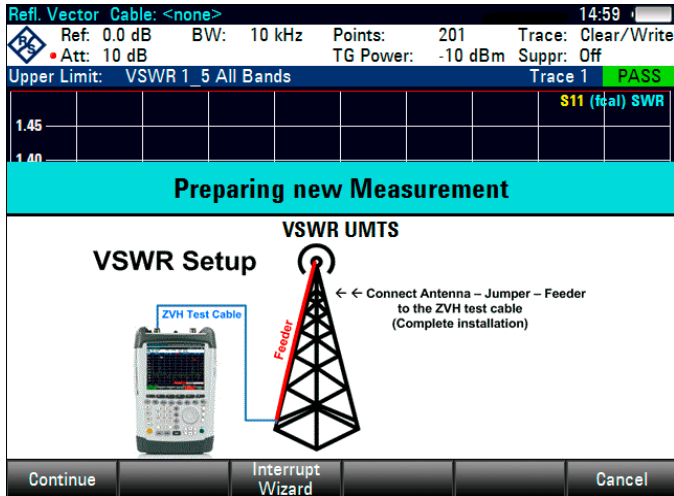 Refl. Vector Cable: <none> 14:59
Ref: 0.0 dB BW: 10 kHz Points: 201 Trace: Clear/Write
Att: 10 dB TG Power: -10 dBm Suppr: Off
Upper Limit: VSWR 1_5 All Bands Trace 1 PASS
S11 (fcal) SWR
1.45
1.40
Preparing new Measurement
VSWR UMTS
VSWR Setup
← ← Connect Antenna – Jumper – Feeder
to the ZVH test cable
(Complete installation)
ZVH Test Cable
Feeder
Continue Interrupt Wizard Cancel